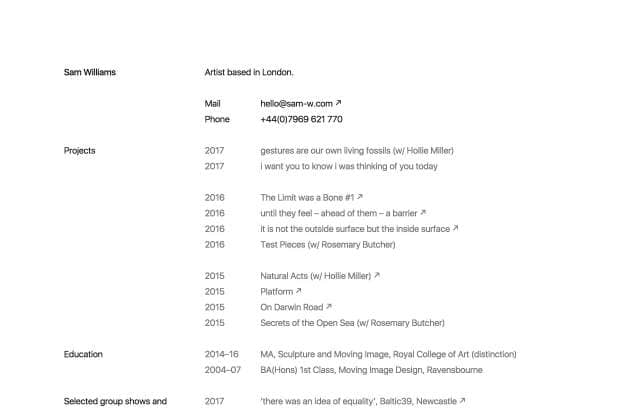 Sam Williams Artist based in London.
Mail hello@sam-w.com ↗
Phone +44(0)7969 621 770
Projects 2017 gestures are our own living fossils (w/ Hollie Miller)
2017 i want you to know i was thinking of you today
2016 The Limit was a Bone #1 ↗
2016 until they feel – ahead of them – a barrier ↗
2016 it is not the outside surface but the inside surface ↗
2016 Test Pieces (w/ Rosemary Butcher)
2015 Natural Acts (w/ Hollie Miller) ↗
2015 Platform ↗
2015 On Darwin Road ↗
2015 Secrets of the Open Sea (w/ Rosemary Butcher)
Education 2014–16 MA, Sculpture and Moving Image, Royal College of Art (distinction)
2004–07 BA(Hons) 1st Class, Moving Image Design, Ravensbourne
Selected group shows and 2017 ‘there was an idea of equality’, Baltic39, Newcastle ↗